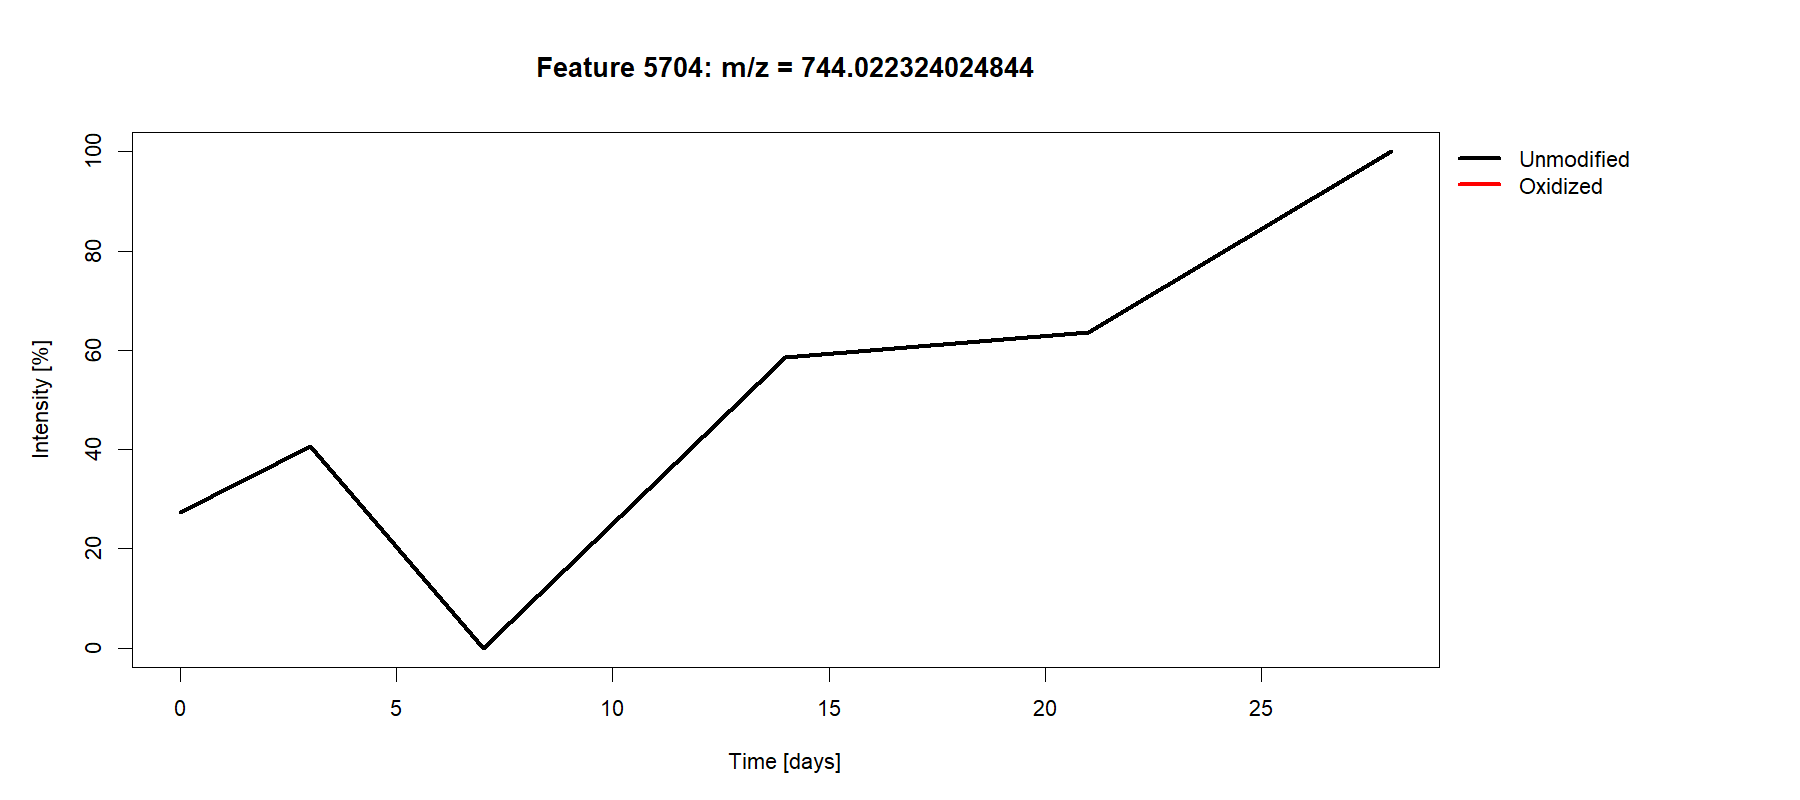 Feature 5704: m/z = 744.022324024844
Unmodified
Oxidized
Intensity [%]
100
80
60
40
20
0
0 5 10 15 20 25
Time [days]